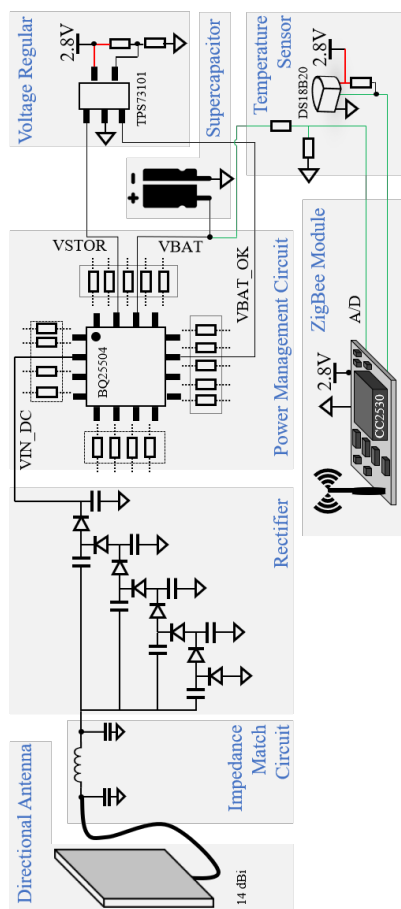 Directional Antenna
14 dBi
Impedance
Match
Circuit
Rectifier
Power Management Circuit
VIN_DC
BQ25504
VSTOR
VBAT
VBAT_OK
Voltage Regular
2.8V
TPS73101
Supercapacitor
-
+
Temperature
Sensor
2.8V
DS18B20
ZigBee Module
A/D
2.8V
CC2530